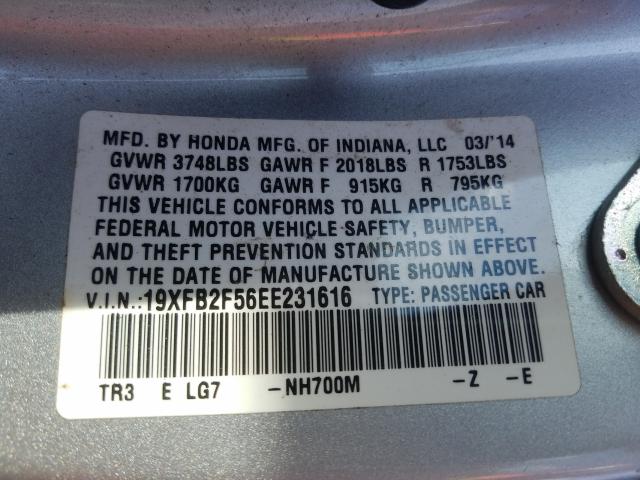 MFD. BY HONDA MFG. OF INDIANA, LLC 03/'14
GVWR 3748LBS GAWR F 2018LBS R 1753LBS
GVWR 1700KG GAWR F 915KG R 795KG
THIS VEHICLE CONFORMS TO ALL APPLICABLE
FEDERAL MOTOR VEHICLE SAFETY, BUMPER,
AND THEFT PREVENTION STANDARDS IN EFFECT
ON THE DATE OF MANUFACTURE SHOWN ABOVE.
V.I.N.:19XFB2F56EE231616 TYPE: PASSENGER CAR
TR3 E LG7 -NH700M -Z -E